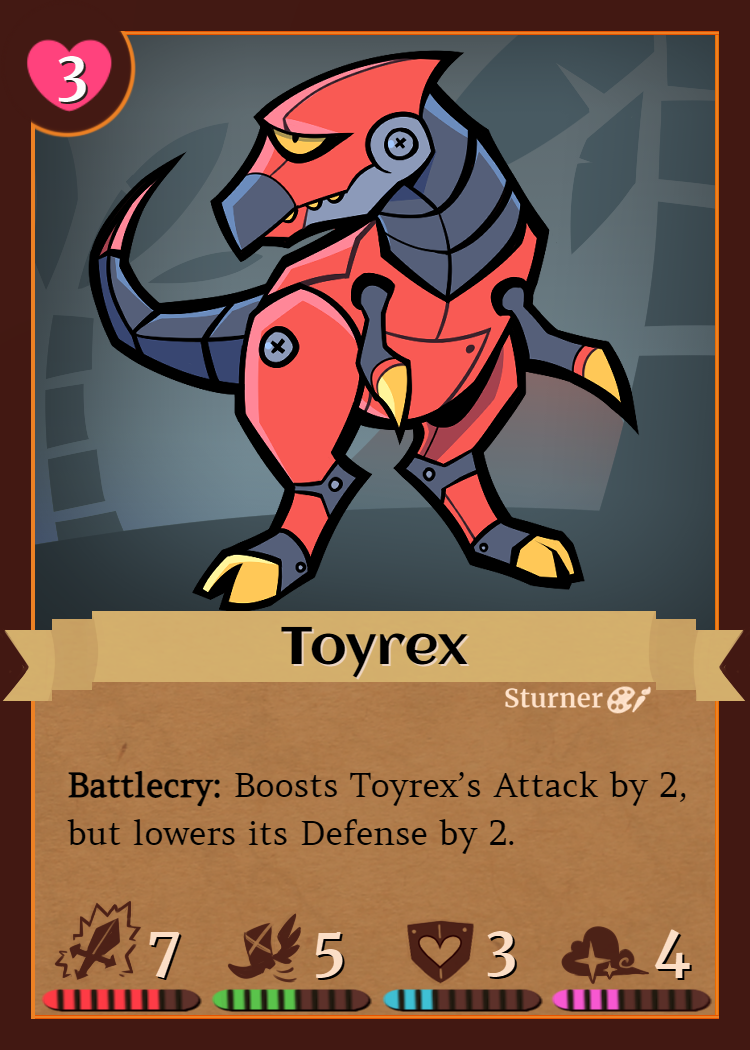 3
Toyrex
Sturner
Battlecry: Boosts Toyrex's Attack by 2,
but lowers its Defense by 2.
7 5 3 4